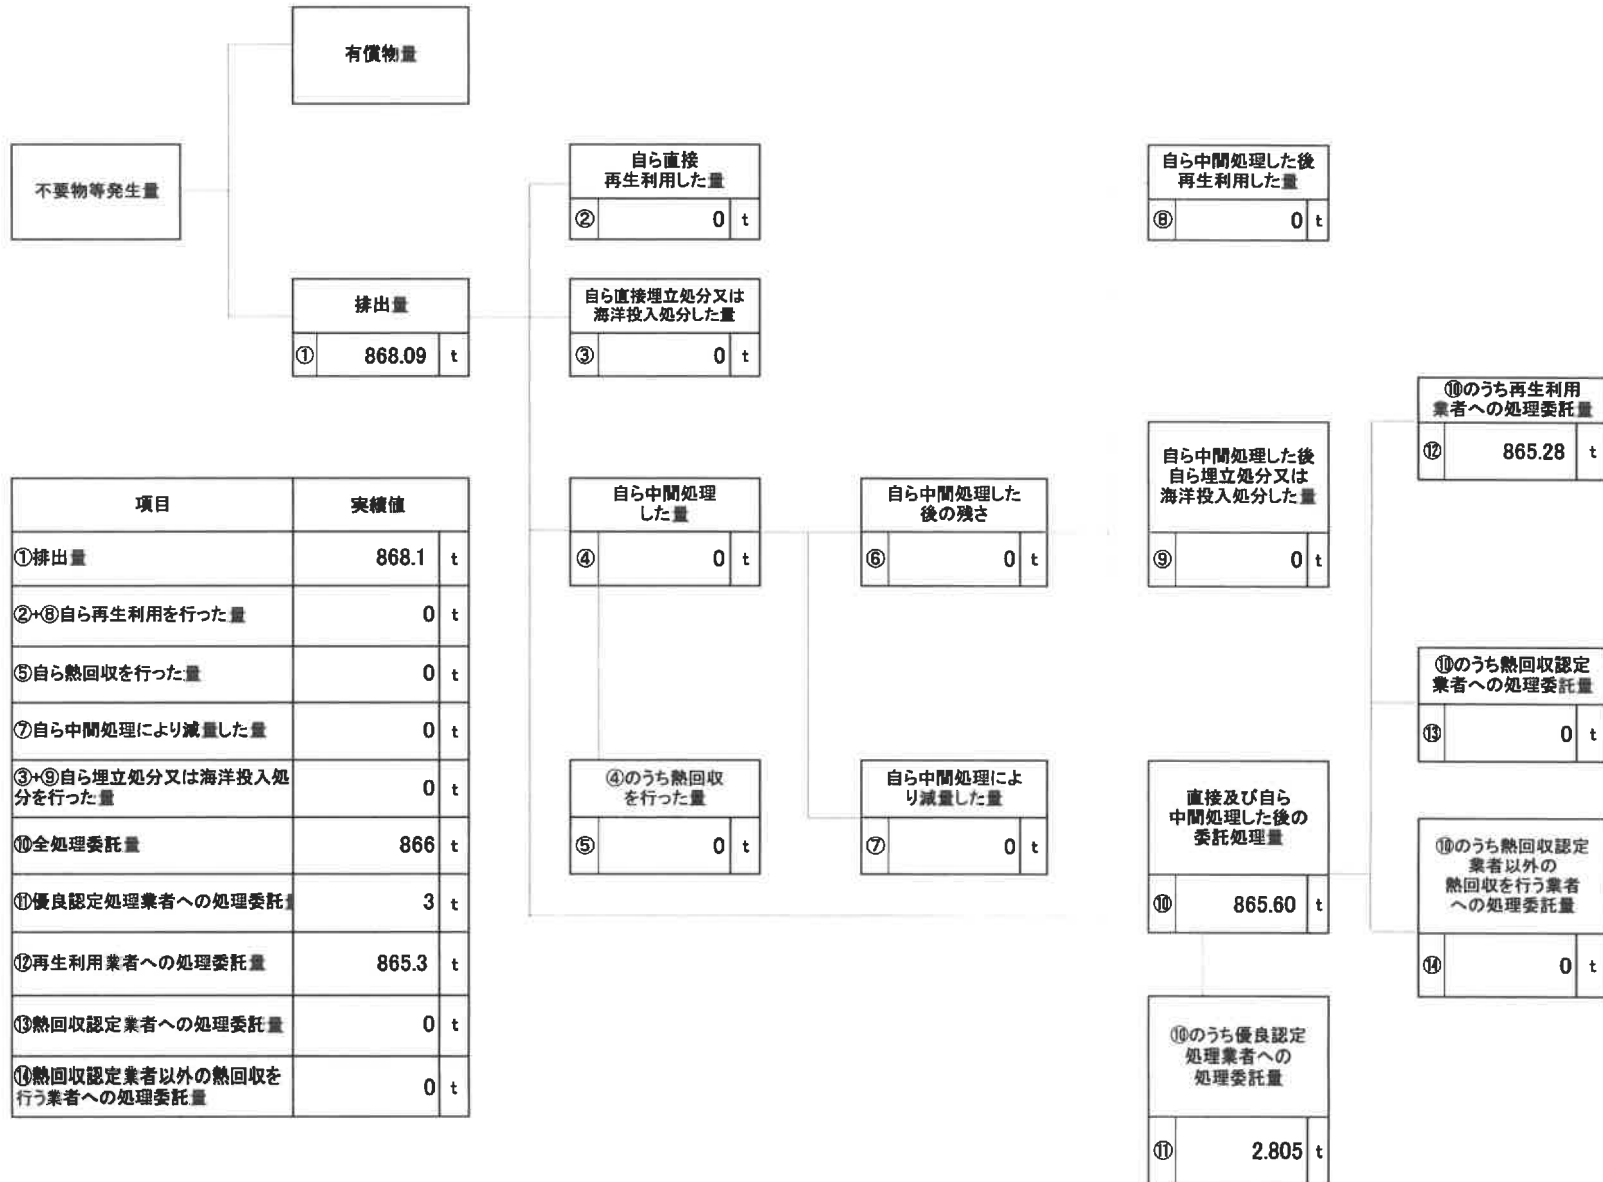 有償物量
不要物等発生量
排出量
① 868.09 t
自ら直接
再生利用した量
② 0 t
自ら直接埋立処分又は
海洋投入処分した量
③ 0 t
自ら中間処理
した量
④ 0 t
④のうち熱回収
を行った量
⑤ 0 t
自ら中間処理した
後の残さ
⑥ 0 t
自ら中間処理によ
り減量した量
⑦ 0 t
自ら中間処理した後
再生利用した量
⑧ 0 t
自ら中間処理した後
自ら埋立処分又は
海洋投入処分した量
⑨ 0 t
直接及び自ら
中間処理した後の
委託処理量
⑩ 865.60 t
⑩のうち優良認定
処理業者への
処理委託量
⑪ 2.805 t
⑩のうち再生利用
業者への処理委託量
⑫ 865.28 t
⑩のうち熱回収認定
業者への処理委託量
⑬ 0 t
⑩のうち熱回収認定
業者以外の
熱回収を行う業者
への処理委託量
⑭ 0 t
項目 実績値
①排出量 868.1 t
②+⑧自ら再生利用を行った量 0 t
⑤自ら熱回収を行った量 0 t
⑦自ら中間処理により減量した量 0 t
③+⑨自ら埋立処分又は海洋投入処
分を行った量 0 t
⑩全処理委託量 866 t
⑪優良認定処理業者への処理委託量 3 t
⑫再生利用業者への処理委託量 865.3 t
⑬熱回収認定業者への処理委託量 0 t
⑭熱回収認定業者以外の熱回収を
行う業者への処理委託量 0 t